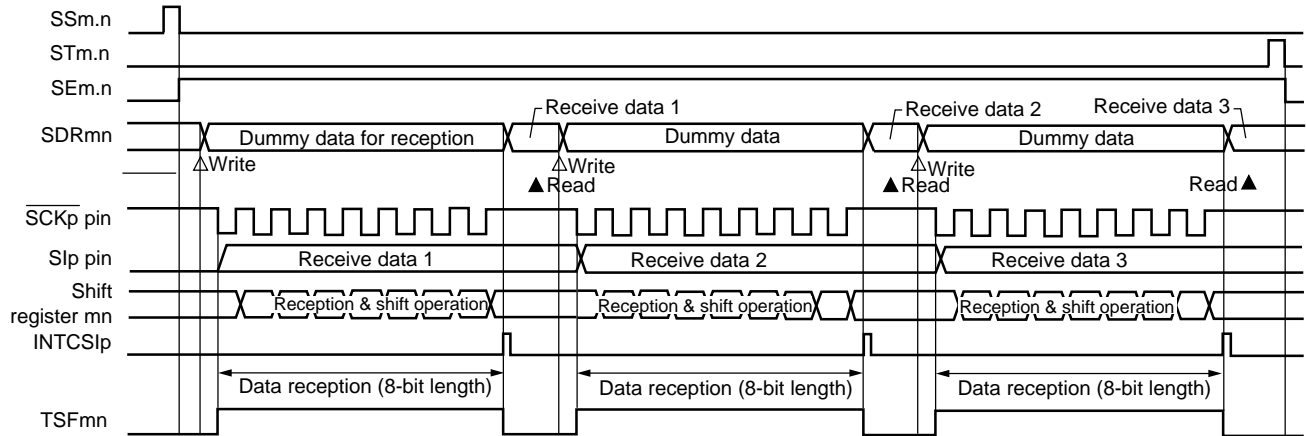 SSm.n
STm.n
SEm.n
Receive data 1
Receive data 2
Receive data 3
SDRmn
Dummy data for reception
Dummy data
Dummy data
△Write
△Write
△Write
▲Read
▲Read
Read▲
SCKp pin
SIp pin
Receive data 1
Receive data 2
Receive data 3
Shift
register mn
Reception & shift operation
Reception & shift operation
Reception & shift operation
INTCSIp
Data reception (8-bit length)
Data reception (8-bit length)
Data reception (8-bit length)
TSFmn